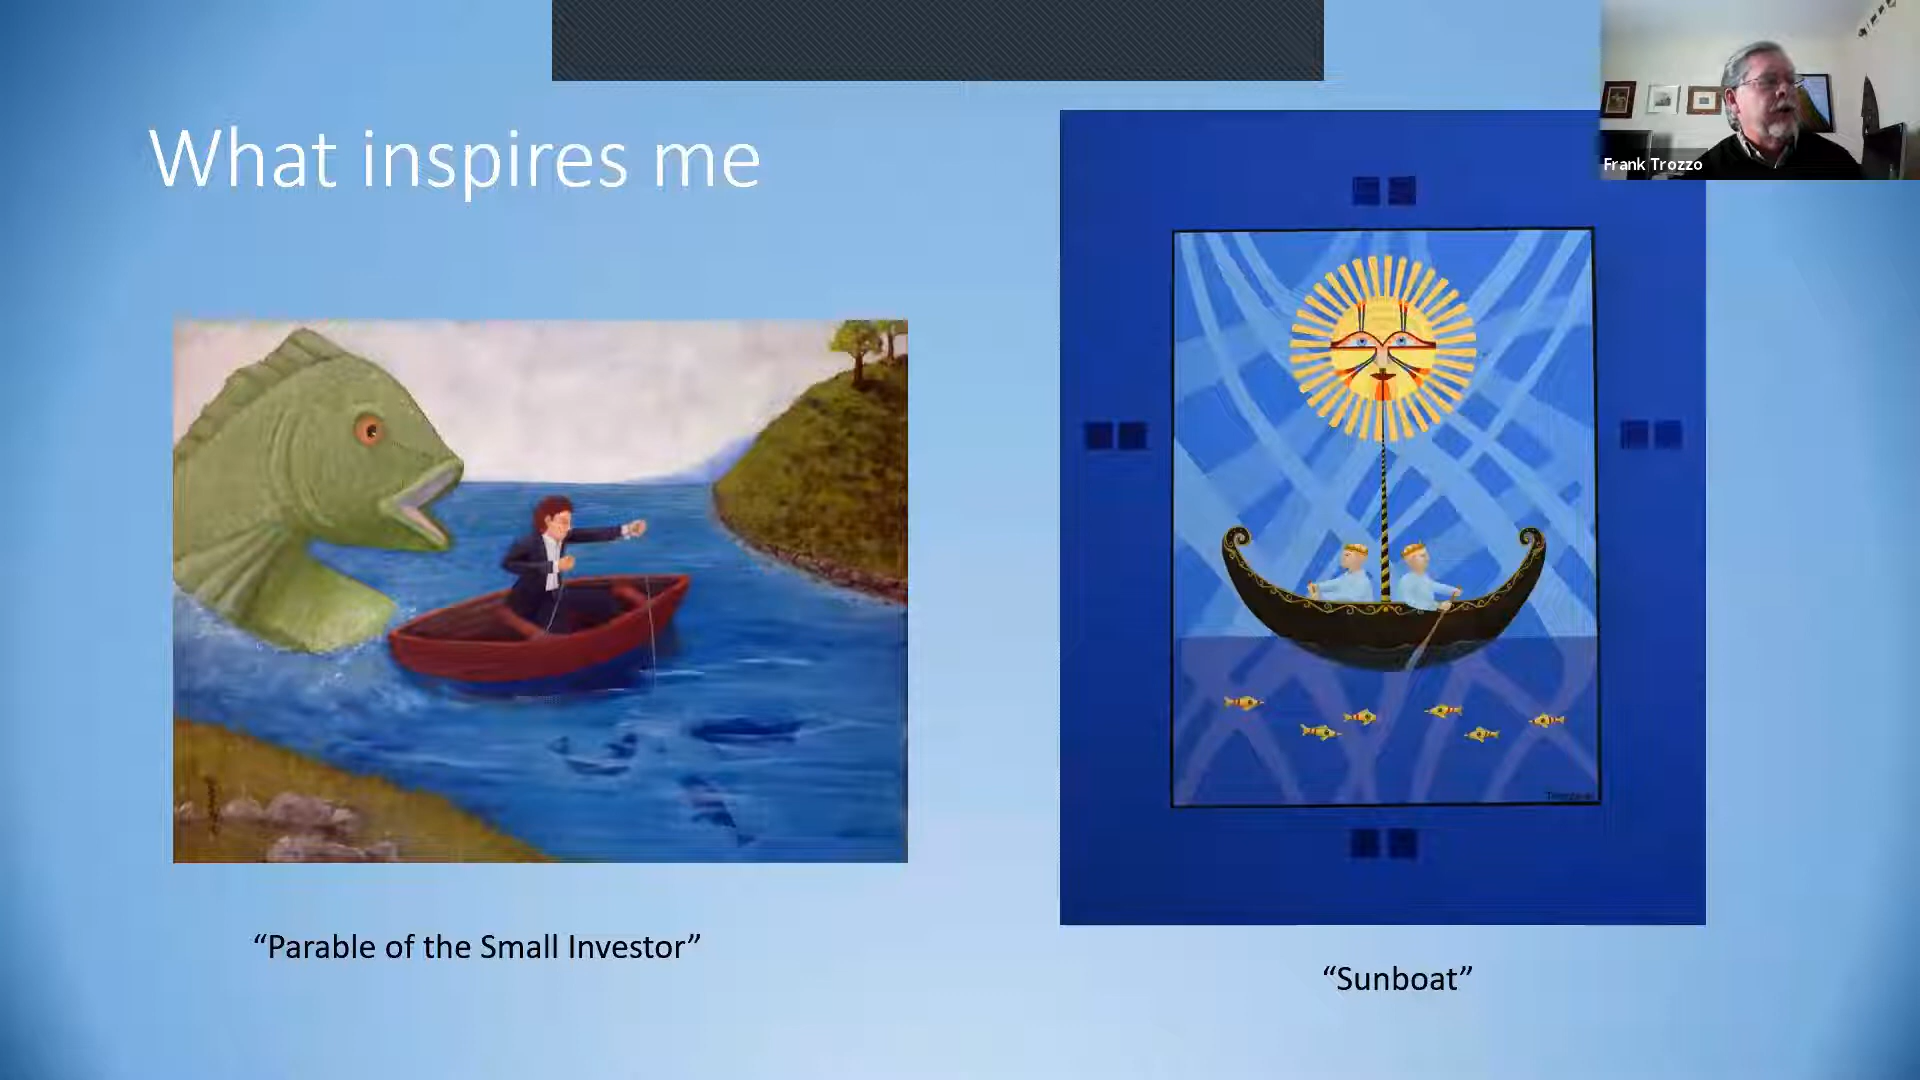 What inspires me
Frank Trozzo
“Parable of the Small Investor”
“Sunboat”